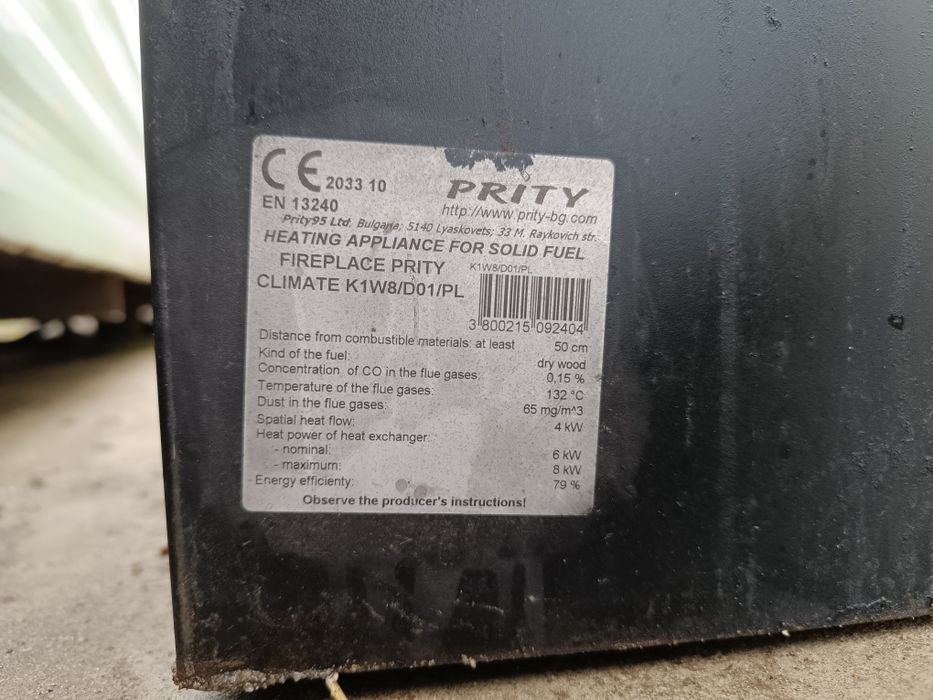 CE 2033 10
PRITY
EN 13240
http://www.prity-bg.com
Prity95 Ltd. Bulgaria; 5140 Lyaskovets; 33 M. Raykovich str.
HEATING APPLIANCE FOR SOLID FUEL
FIREPLACE PRITY
K1W8/D01/PL
CLIMATE K1W8/D01/PL
3 800215 092404
Distance from combustible materials: at least 50 cm
Kind of the fuel: dry wood
Concentration of CO in the flue gases: 0,15 %
Temperature of the flue gases: 132 °C
Dust in the flue gases: 65 mg/m^3
Spatial heat flow: 4 kW
Heat power of heat exchanger:
- nominal: 6 kW
- maximum: 8 kW
Energy efficienty: 79 %
Observe the producer's instructions!